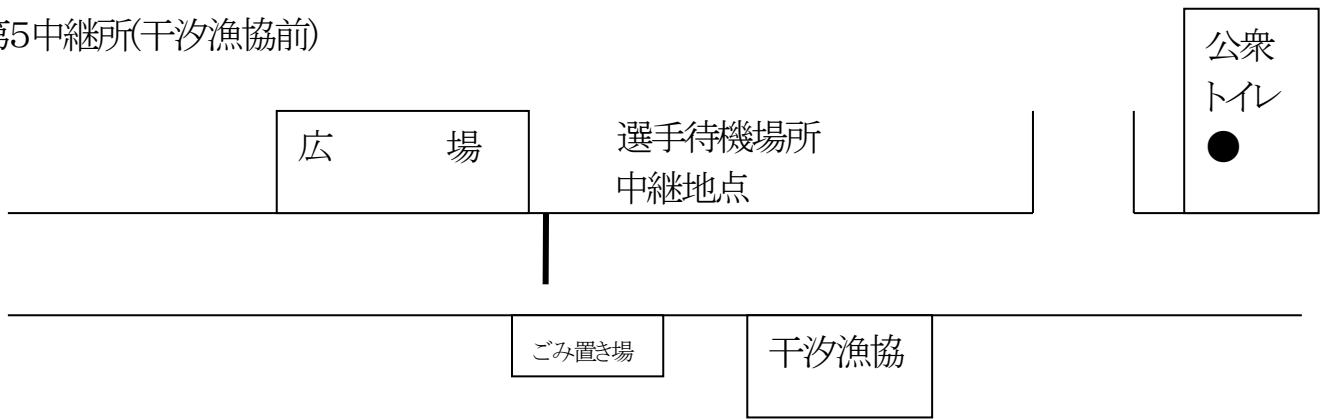 第5中継所(干汐漁協前)
公衆
トイレ
●
広　　場
選手待機場所
中継地点
ごみ置き場
干汐漁協